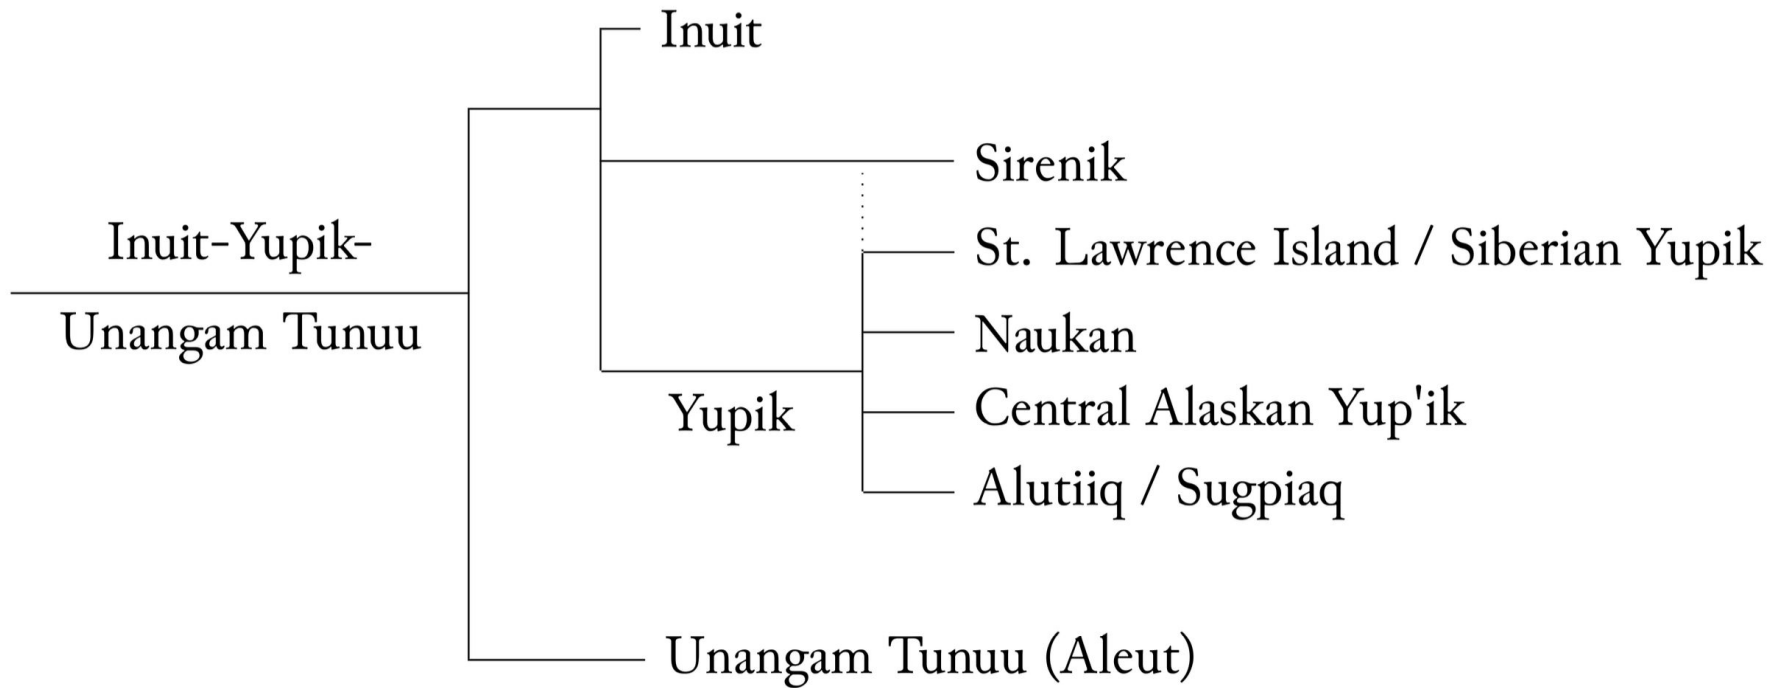 Inuit
Sirenik
Inuit-Yupik-
Unangam Tunuu
St. Lawrence Island / Siberian Yupik
Naukan
Yupik
Central Alaskan Yup'ik
Alutiiq / Sugpiaq
Unangam Tunuu (Aleut)